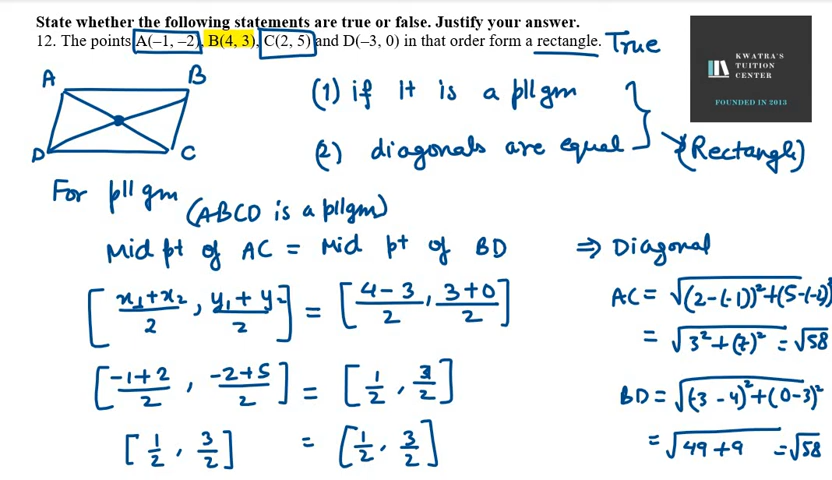 State whether the following statements are true or false. Justify your answer.
12. The points A(−1, −2), B(4, 3), C(2, 5) and D(−3, 0) in that order form a rectangle. True
KWATRA'S
TUITION
CENTER
FOUNDED IN 2013
A B
D C
(1) if it is a pllgm
(2) diagonals are equal
(Rectangle)
For pllgm (ABCD is a pllgm)
Mid pt of AC = Mid pt of BD
[x₁+x₂/2, y₁+y₂/2] = [4−3/2, 3+0/2]
[−1+2/2, −2+5/2] = [1/2, 3/2]
[1/2, 3/2] = [1/2, 3/2]
⇒ Diagonal
AC = √(2−(−1))²+(5−(−2))²
= √3²+(7)² = √58
BD = √(−3−4)²+(0−3)²
= √49+9 = √58